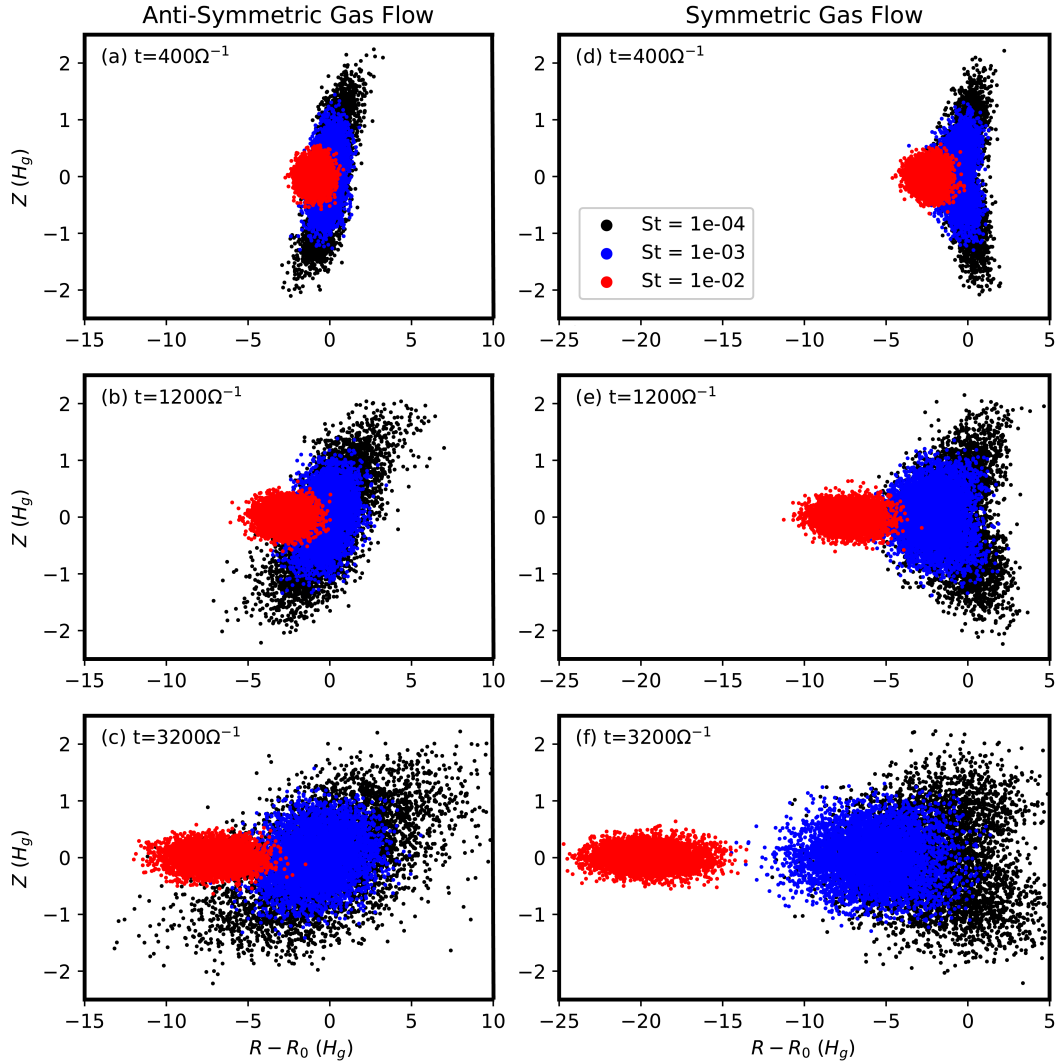 Anti-Symmetric Gas Flow
Symmetric Gas Flow
(a) t=400Ω⁻¹
2
1
0
−1
−2
Z (H_g)
−15 −10 −5 0 5 10
(d) t=400Ω⁻¹
2
1
0
−1
−2
Z (H_g)
St = 1e-04
St = 1e-03
St = 1e-02
−25 −20 −15 −10 −5 0 5
(b) t=1200Ω⁻¹
2
1
0
−1
−2
Z (H_g)
−15 −10 −5 0 5 10
(e) t=1200Ω⁻¹
2
1
0
−1
−2
Z (H_g)
−25 −20 −15 −10 −5 0 5
(c) t=3200Ω⁻¹
2
1
0
−1
−2
Z (H_g)
−15 −10 −5 0 5 10
R − R₀ (H_g)
(f) t=3200Ω⁻¹
2
1
0
−1
−2
Z (H_g)
−25 −20 −15 −10 −5 0 5
R − R₀ (H_g)